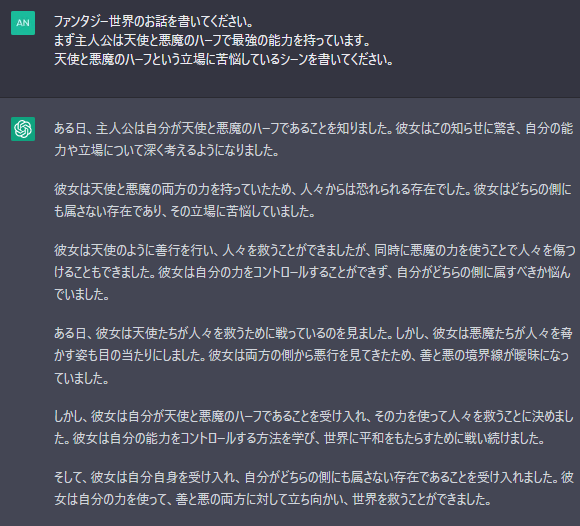 AN
ファンタジー世界のお話を書いてください。
まず主人公は天使と悪魔のハーフで最強の能力を持っています。
天使と悪魔のハーフという立場に苦悩しているシーンを書いてください。
ある日、主人公は自分が天使と悪魔のハーフであることを知りました。彼女はこの知らせに驚き、自分の能
力や立場について深く考えるようになりました。
彼女は天使と悪魔の両方の力を持っていたため、人々からは恐れられる存在でした。彼女はどちらの側に
も属さない存在であり、その立場に苦悩していました。
彼女は天使のように善行を行い、人々を救うことができましたが、同時に悪魔の力を使うことで人々を傷つ
けることもできました。彼女は自分の力をコントロールすることができず、自分がどちらの側に属すべきか悩ん
でいました。
ある日、彼女は天使たちが人々を救うために戦っているのを見ました。しかし、彼女は悪魔たちが人々を脅
かす姿も目の当たりにしました。彼女は両方の側から悪行を見てきたため、善と悪の境界線が曖昧になっ
ていました。
しかし、彼女は自分が天使と悪魔のハーフであることを受け入れ、その力を使って人々を救うことに決めまし
た。彼女は自分の能力をコントロールする方法を学び、世界に平和をもたらすために戦い続けました。
そして、彼女は自分自身を受け入れ、自分がどちらの側にも属さない存在であることを受け入れました。彼
女は自分の力を使って、善と悪の両方に対して立ち向かい、世界を救うことができました。